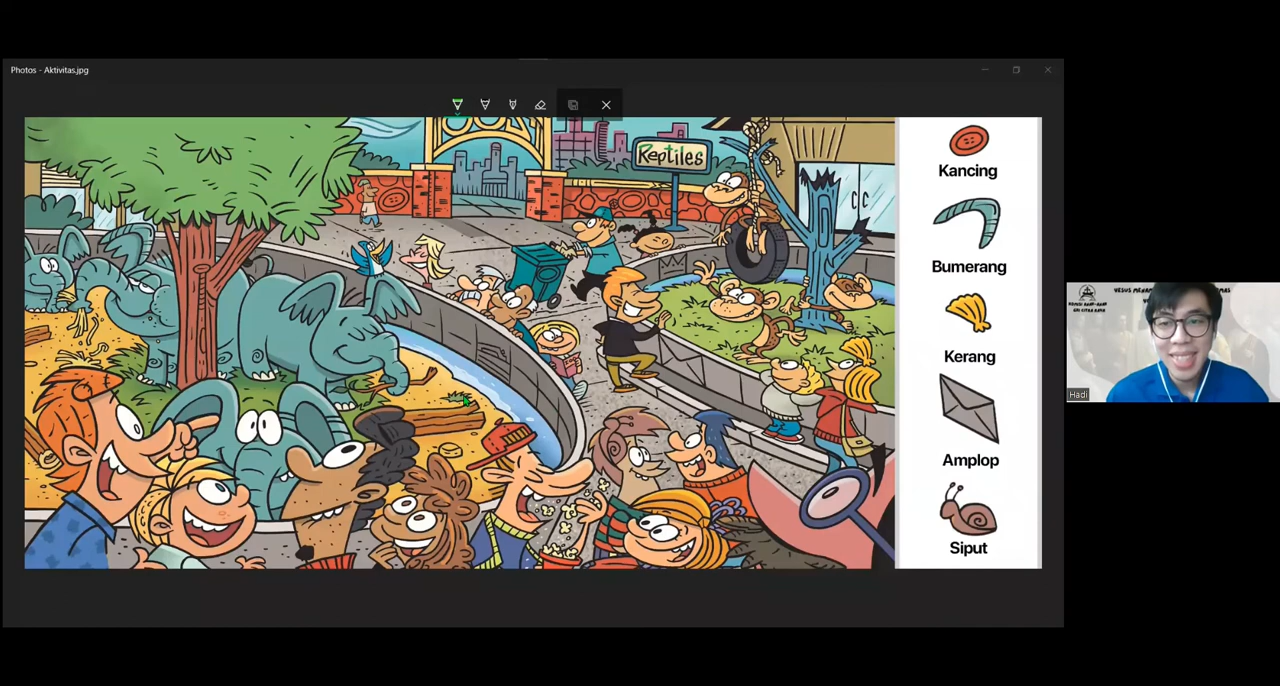 Photos - Aktivitas.jpg
Reptiles
Kancing
Bumerang
Kerang
Amplop
Siput
Hadi